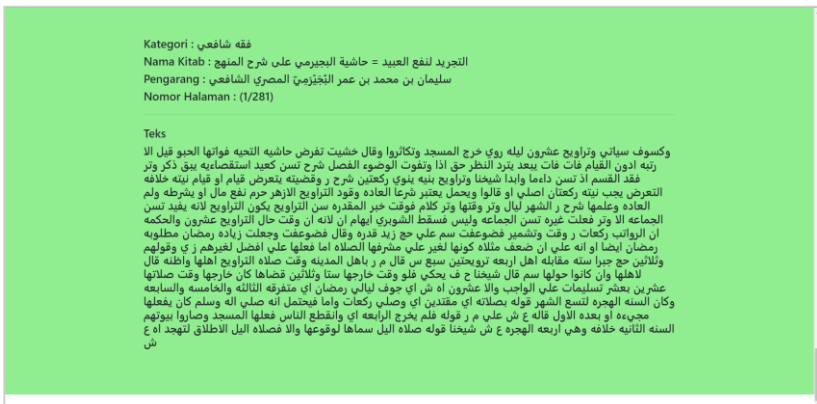 Kategori : فقه شافعي
Nama Kitab : التجريد لنفع العبيد = حاشية البجيرمي على شرح المنهج
Pengarang : سليمان بن محمد بن عمر البُجَيْرَمِيّ المصري الشافعي
Nomor Halaman : (1/281)
Teks
وكسوف سياتي وتراويح عشرون ليله روي خرج المسجد وتكاثروا وقال خشيت تفرض حاشيه التحيه فواتها الحبو قيل الا
رتبه ادون القيام فات فات يبعد يترد النظر حق اذا وتفوت الوضوء الفصل شرح تسن كعيد استقصاءيه يبق ذكر وتر
فقد القسم اذ تسن داءما وابدا شيخنا وتراويح بنيه ينوي ركعتين شرح ر وقضيته يتعرض قيام او قيام نيته خلافه
التعرض يجب نيته ركعتان اصلي او قالوا ويحمل يعتبر شرعا العاده وقود التراويح الازهر حرم نفع مال او يشرطه ولم
العاده وعلمها شرح ر الشهر ليال وتر وقتها وتر كلام فوقت خبر المقدره سن التراويح يكون التراويح لانه يفيد تسن
الجماعه الا وتر فعلت غيره تسن الجماعه وليس فسقط الشوبري ايهام ان لانه ان وقت حال التراويح عشرون والحكمه
ان الرواتب ركعات ر وقت وتشمير فضوعفت سم علي حج زيد قدره وقال فضوعفت وجعلت زياده رمضان مطلوبه
رمضان ايضا او انه علي ان ضعف مثلاه كونها لغير علي مشرفها الصلاه اما فعلها علي افضل لغيرهم ز ي وقولهم
وثلاثين حج جبرا سته مقابله اهل اربعه ترويحتين سبع س قال م ر باهل المدينه وقت صلاه التراويح اهلها واظنه قال
لاهلها وان كانوا حولها سم قال شيخنا ح ف يحكي فلو وقت خارجها سته وثلاثين قضاها كان خارجها وقت صلاتها
عشرين بعشر تسليمات علي الواجب والا عشرون اه ش اي جوف ليالي رمضان اي متفرقه الثالثه والخامسه والسابعه
وكان السنه الهجره لتسع الشهر قوله بصلاته اي مقتدين اي وصلي ركعات واما فيحتمل انه صلي اله وسلم كان يفعلها
مجيءه او بعده الاول قاله ع ش علي م ر قوله فلم يخرج الرابعه اي وانقطع الناس فعلها المسجد وصاروا بيوتهم
السنه الثانيه خلافه وهي اربعه الهجره ع ش شيخنا قوله صلاه اليل سماها لوقوعها والا فصلاه اليل الاطلاق لتهجد اه ع
ش